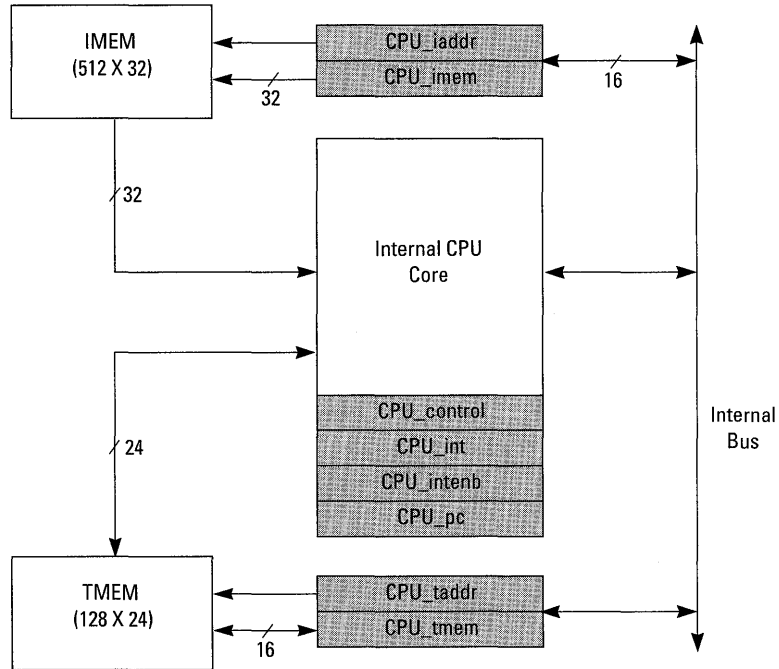 IMEM
(512 X 32)
CPU_iaddr
CPU_imem
32
16
32
Internal CPU
Core
CPU_control
CPU_int
CPU_intenb
CPU_pc
Internal
Bus
24
TMEM
(128 X 24)
CPU_taddr
CPU_tmem
16